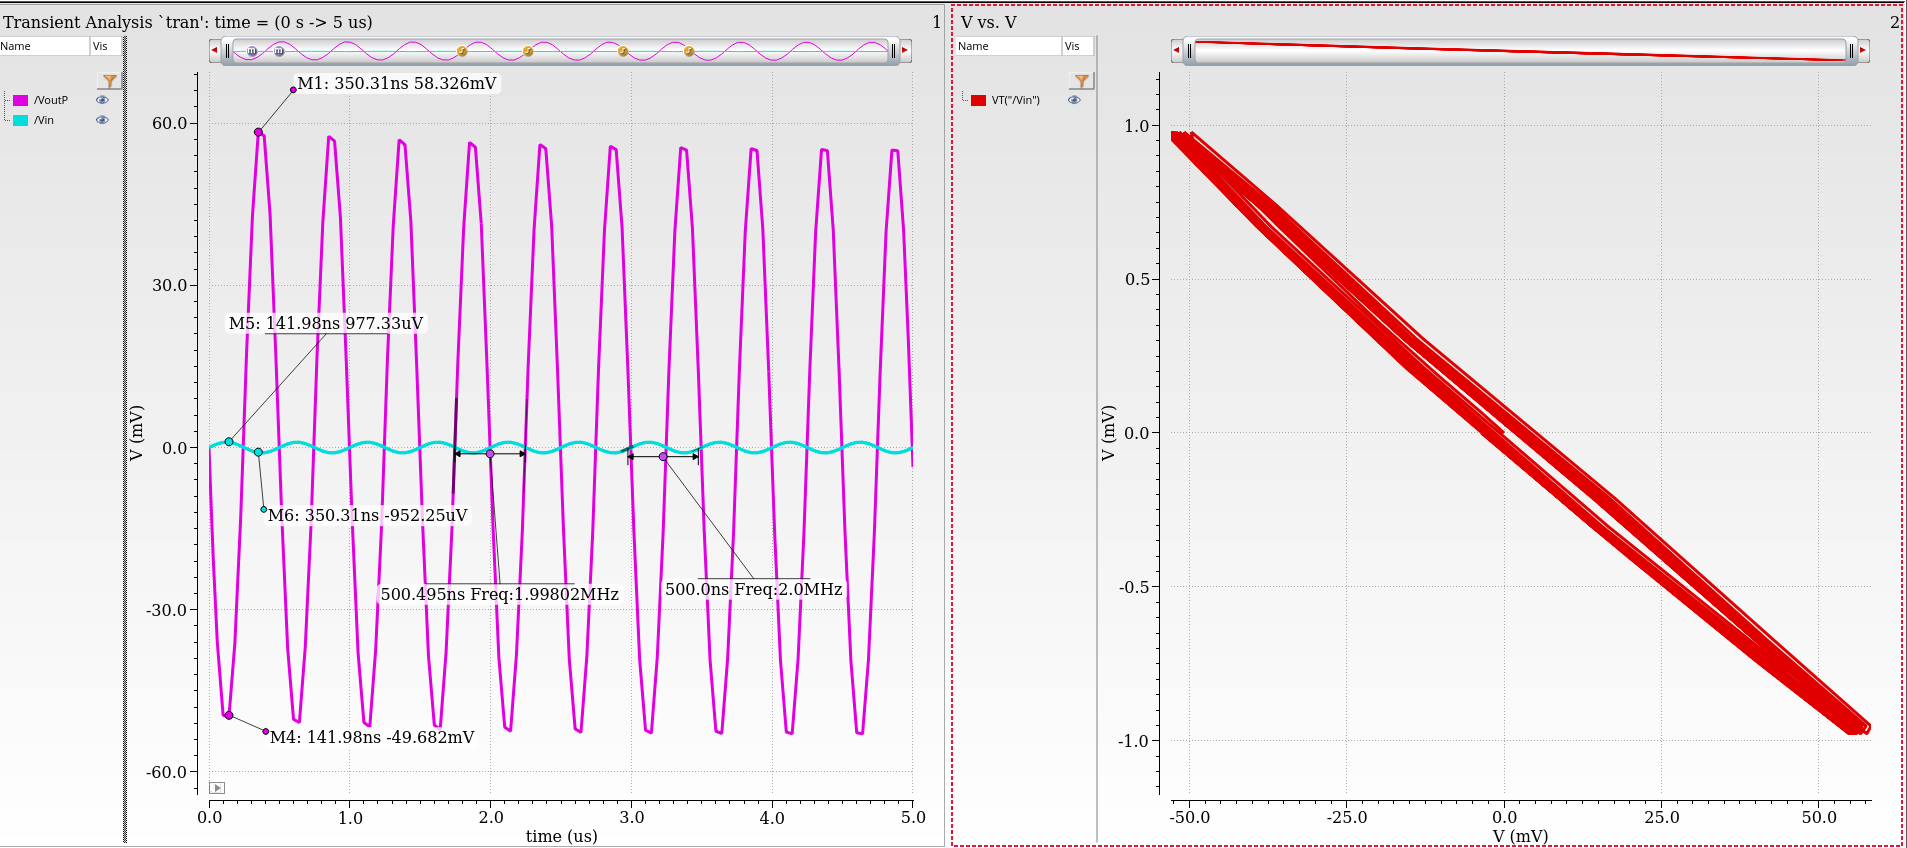 Transient Analysis `tran': time = (0 s -> 5 us)
1
Name
Vis
/VoutP
/Vin
M1: 350.31ns 58.326mV
60.0
30.0
M5: 141.98ns 977.33uV
V (mV)
0.0
M6: 350.31ns -952.25uV
500.495ns Freq:1.99802MHz
500.0ns Freq:2.0MHz
-30.0
M4: 141.98ns -49.682mV
-60.0
0.0
1.0
2.0
3.0
4.0
5.0
time (us)
V vs. V
2
Name
Vis
VT("/Vin")
1.0
0.5
V (mV)
0.0
-0.5
-1.0
-50.0
-25.0
0.0
25.0
50.0
V (mV)